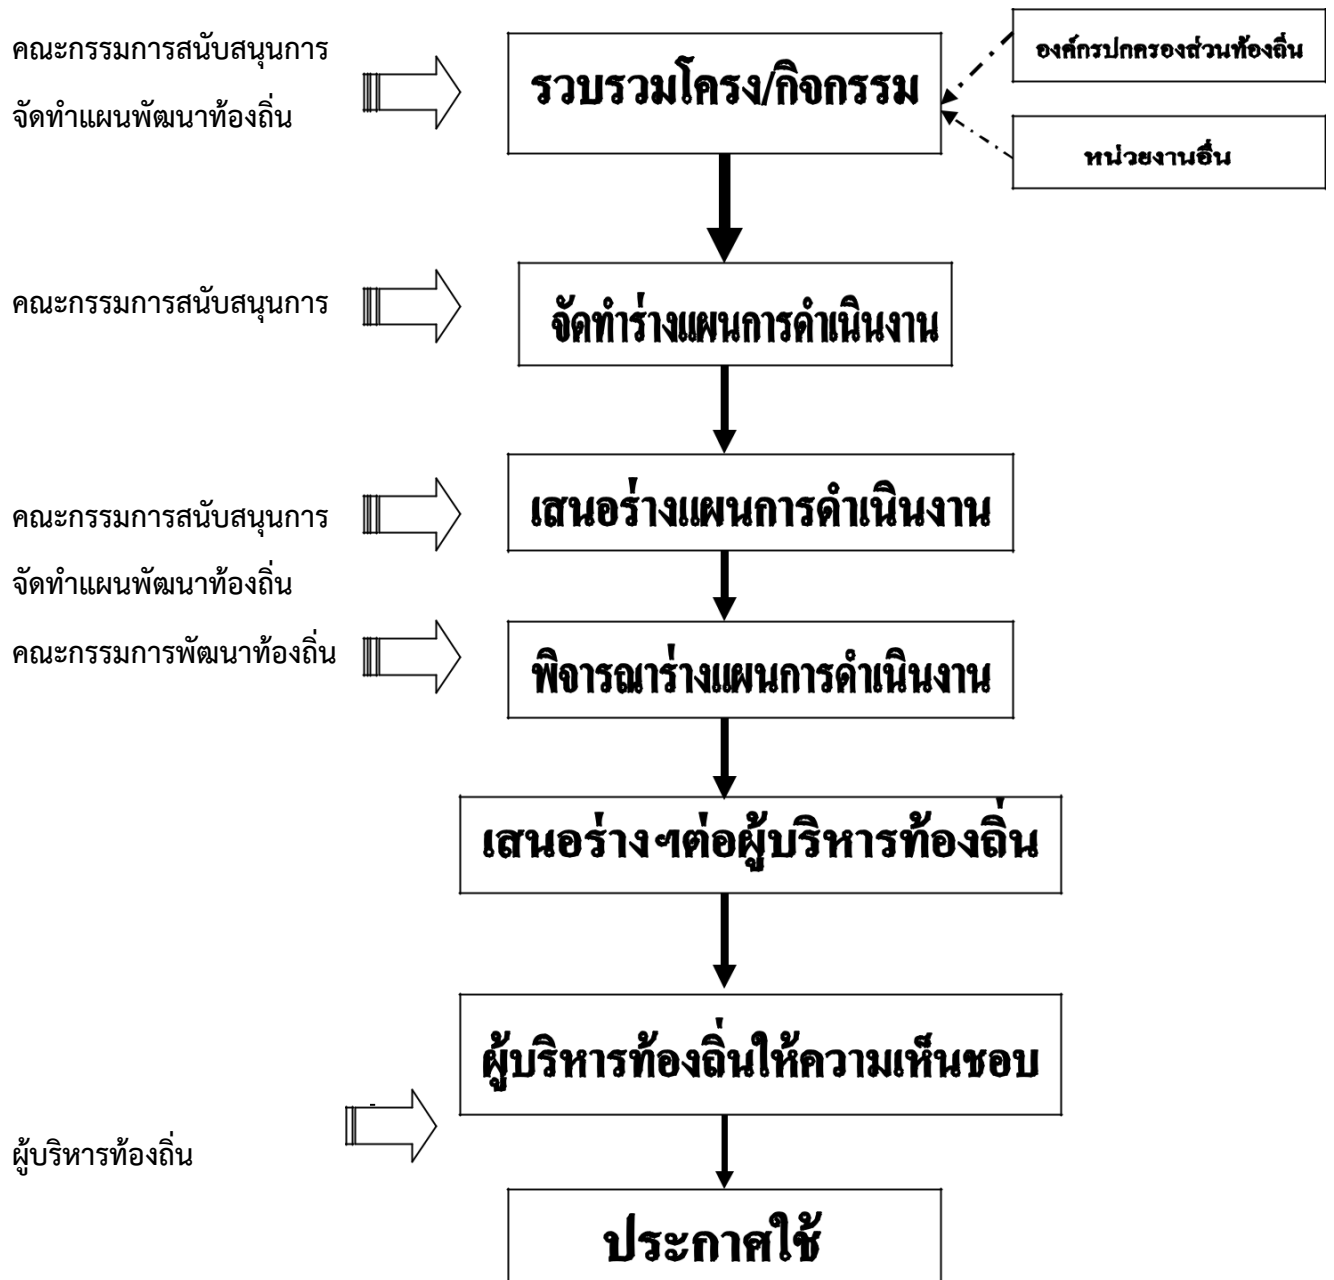 คณะกรรมการสนับสนุนการ
จัดทำแผนพัฒนาท้องถิ่น
รวบรวมโครง/กิจกรรม
องค์กรปกครองส่วนท้องถิ่น
หน่วยงานอื่น
คณะกรรมการสนับสนุนการ
จัดทำร่างแผนการดำเนินงาน
คณะกรรมการสนับสนุนการ
จัดทำแผนพัฒนาท้องถิ่น
เสนอร่างแผนการดำเนินงาน
คณะกรรมการพัฒนาท้องถิ่น
พิจารณาร่างแผนการดำเนินงาน
เสนอร่างฯต่อผู้บริหารท้องถิ่น
ผู้บริหารท้องถิ่นให้ความเห็นชอบ
ผู้บริหารท้องถิ่น
ประกาศใช้